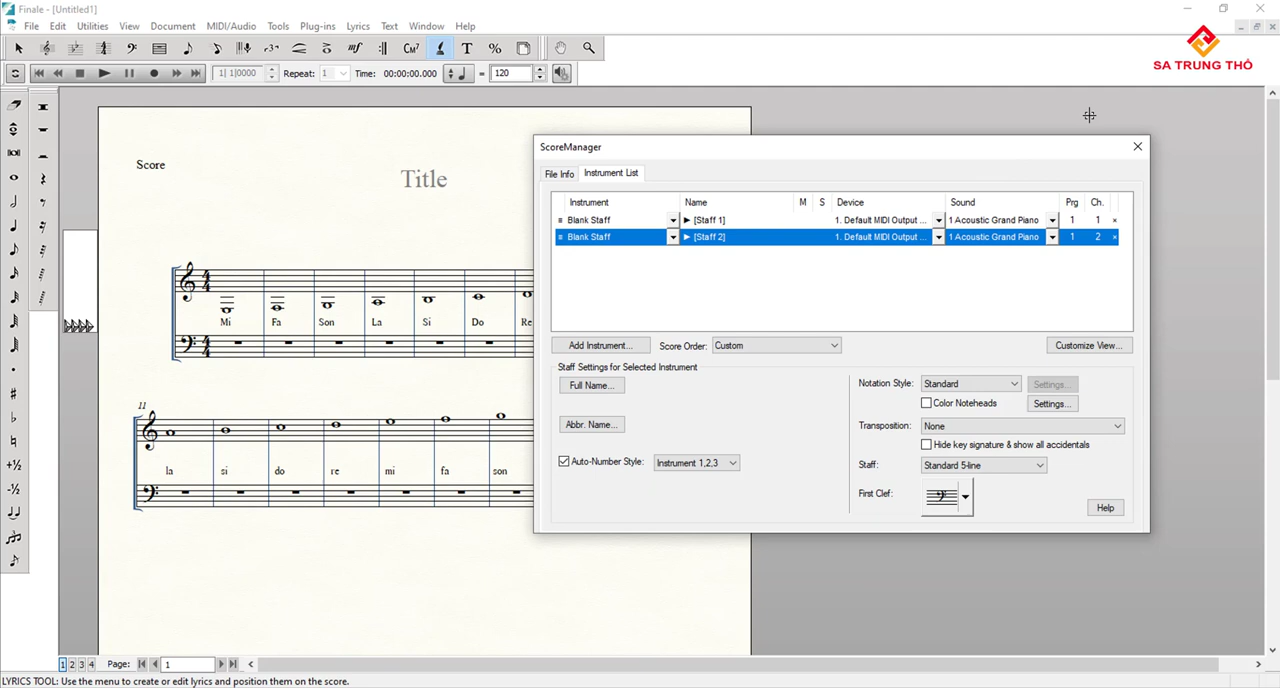 Finale - [Untitled1]
File Edit Utilities View Document MIDI/Audio Tools Plug-ins Lyrics Text Window Help
SA TRUNG THỎ
1| 1|0000 Repeat: 1 Time: 00:00:00.000 = 120
Score
Title
Mi Fa Son La Si Do Re
11
la si do re mi fa son
ScoreManager
File Info Instrument List
Instrument Name M S Device Sound Prg Ch.
Blank Staff [Staff 1] 1. Default MIDI Output ... 1 Acoustic Grand Piano 1 1
Blank Staff [Staff 2] 1. Default MIDI Output ... 1 Acoustic Grand Piano 1 2
Add Instrument... Score Order: Custom Customize View...
Staff Settings for Selected Instrument
Full Name... Notation Style: Standard Settings...
Color Noteheads Settings...
Abbr. Name... Transposition: None
Hide key signature & show all accidentals
Auto-Number Style: Instrument 1,2,3 Staff: Standard 5-line
First Clef:
Help
1 2 3 4 Page: 1
LYRICS TOOL: Use the menu to create or edit lyrics and position them on the score.